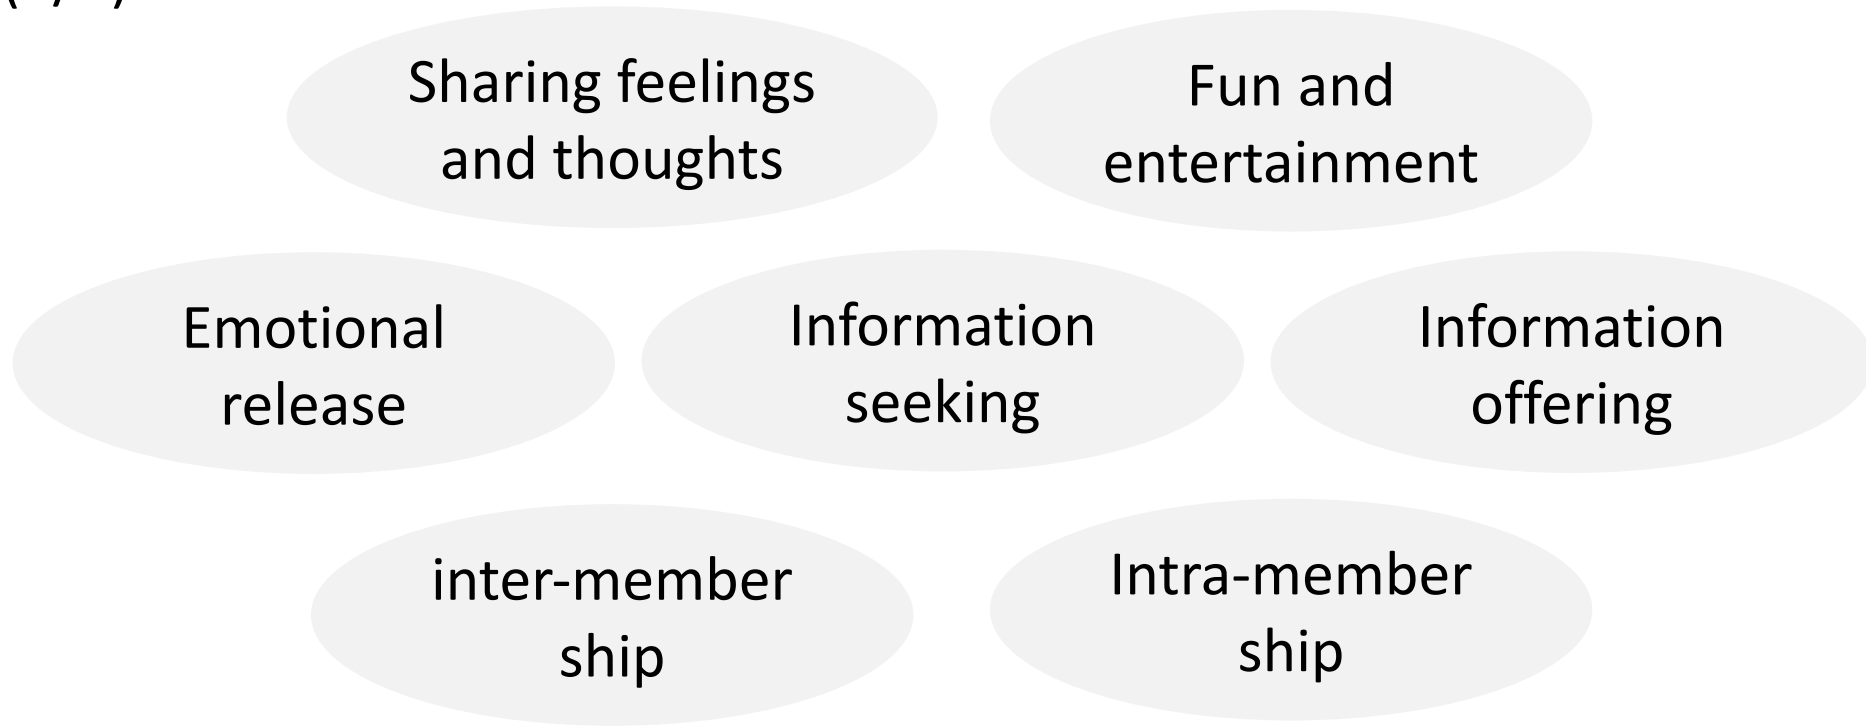 Sharing feelings
and thoughts
Fun and
entertainment
Emotional
release
Information
seeking
Information
offering
inter-member
ship
Intra-member
ship